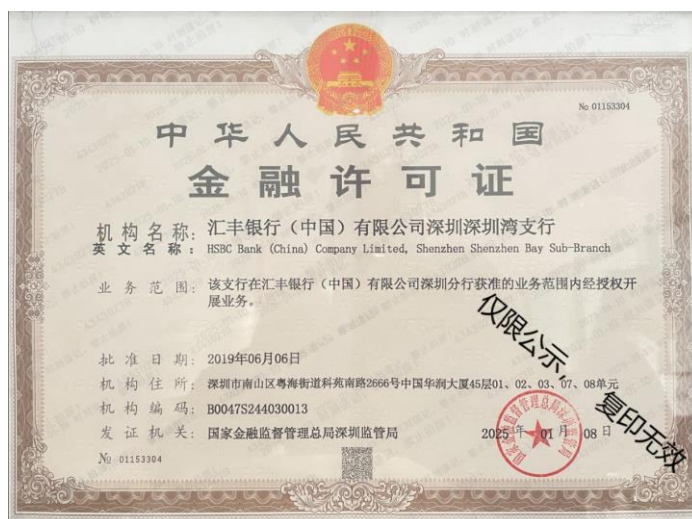 No 01153304
中华人民共和国
金融许可证
机构名称: 汇丰银行（中国）有限公司深圳深圳湾支行
英文名称: HSBC Bank (China) Company Limited, Shenzhen Shenzhen Bay Sub-Branch
业务范围: 该支行在汇丰银行（中国）有限公司深圳分行获准的业务范围内经授权开
展业务。
批准日期: 2019年06月06日
机构住所: 深圳市南山区粤海街道科苑南路2666号中国华润大厦45层01、02、03、07、08单元
机构编码: B0047S244030013
发证机关: 国家金融监督管理总局深圳监管局
2025年01月08日
No 01153304
仅限公示，
复印无效